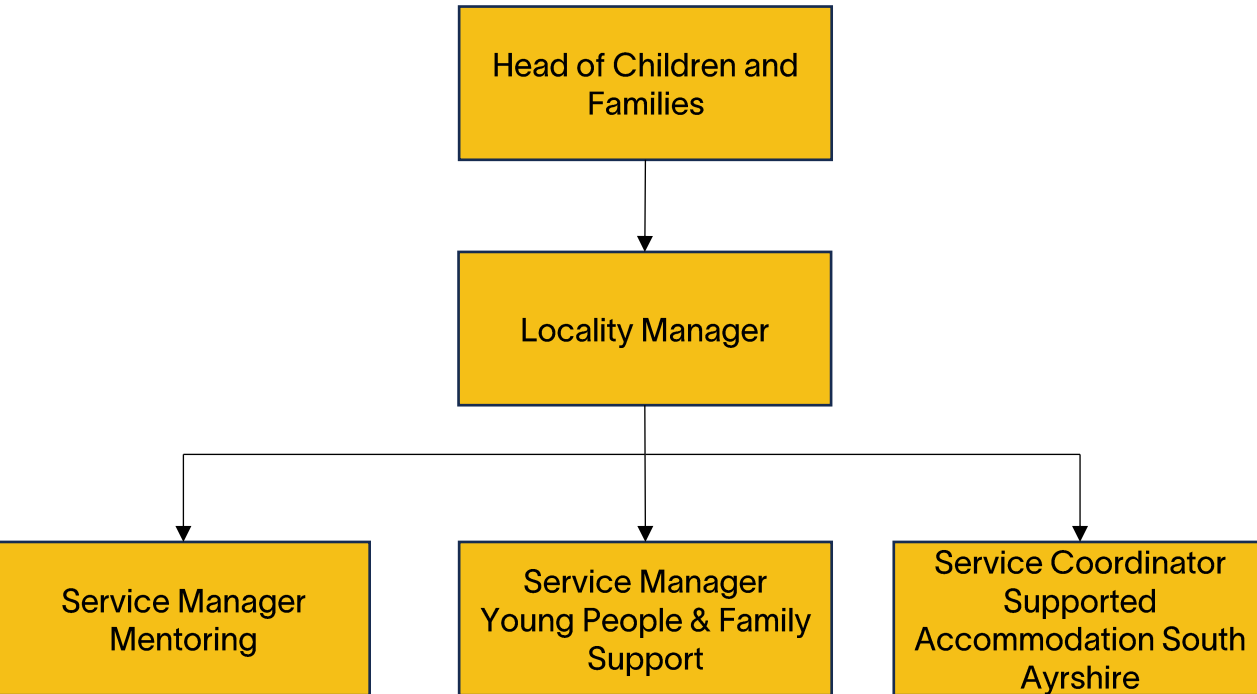 Head of Children and
Families
Locality Manager
Service Manager
Mentoring
Service Manager
Young People & Family
Support
Service Coordinator
Supported
Accommodation South
Ayrshire